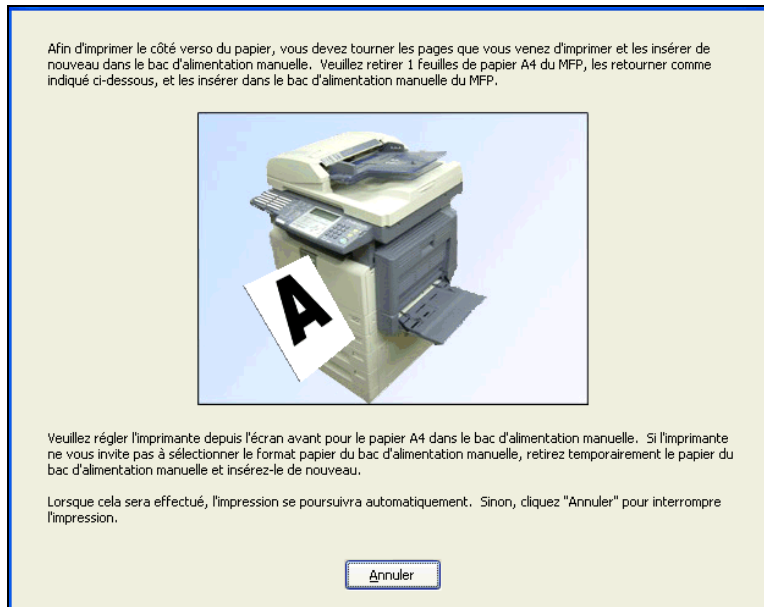 Afin d'imprimer le côté verso du papier, vous devez tourner les pages que vous venez d'imprimer et les insérer de
nouveau dans le bac d'alimentation manuelle. Veuillez retirer 1 feuilles de papier A4 du MFP, les retourner comme
indiqué ci-dessous, et les insérer dans le bac d'alimentation manuelle du MFP.
A
Veuillez régler l'imprimante depuis l'écran avant pour le papier A4 dans le bac d'alimentation manuelle. Si l'imprimante
ne vous invite pas à sélectionner le format papier du bac d'alimentation manuelle, retirez temporairement le papier du
bac d'alimentation manuelle et insérez-le de nouveau.
Lorsque cela sera effectué, l'impression se poursuivra automatiquement. Sinon, cliquez "Annuler" pour interrompre
l'impression.
Annuler